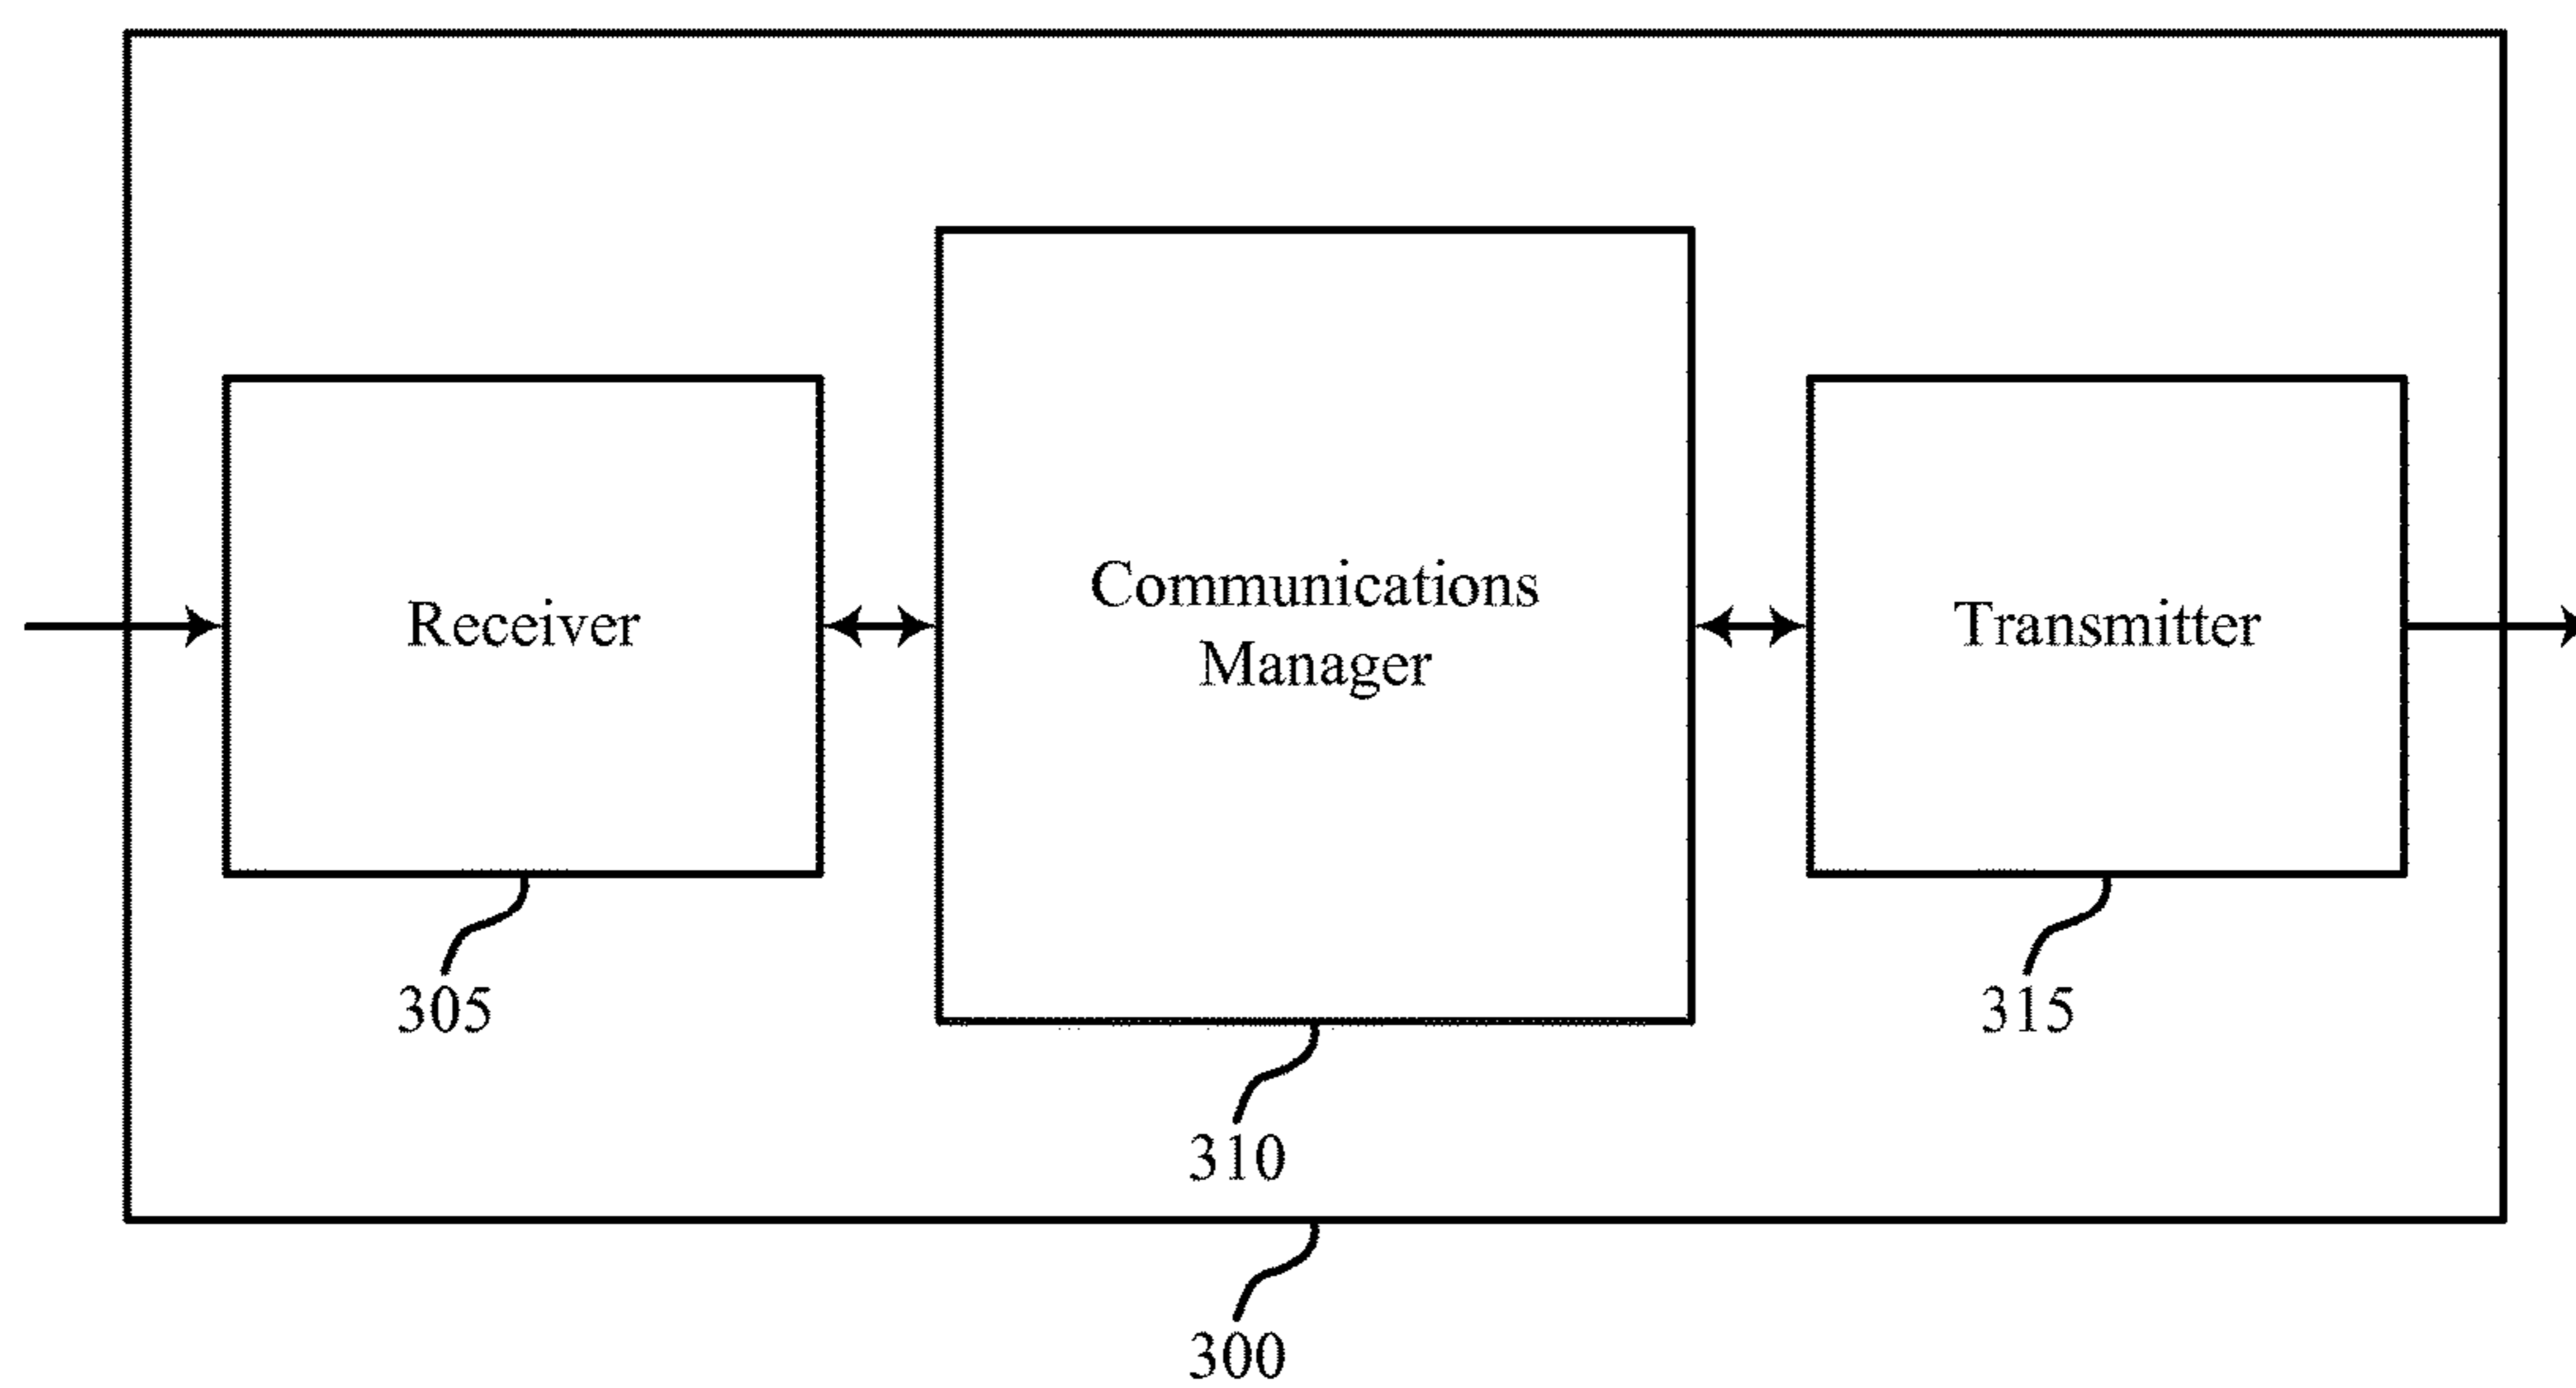 Receiver
Communications
Manager
Transmitter
305
315
310
300